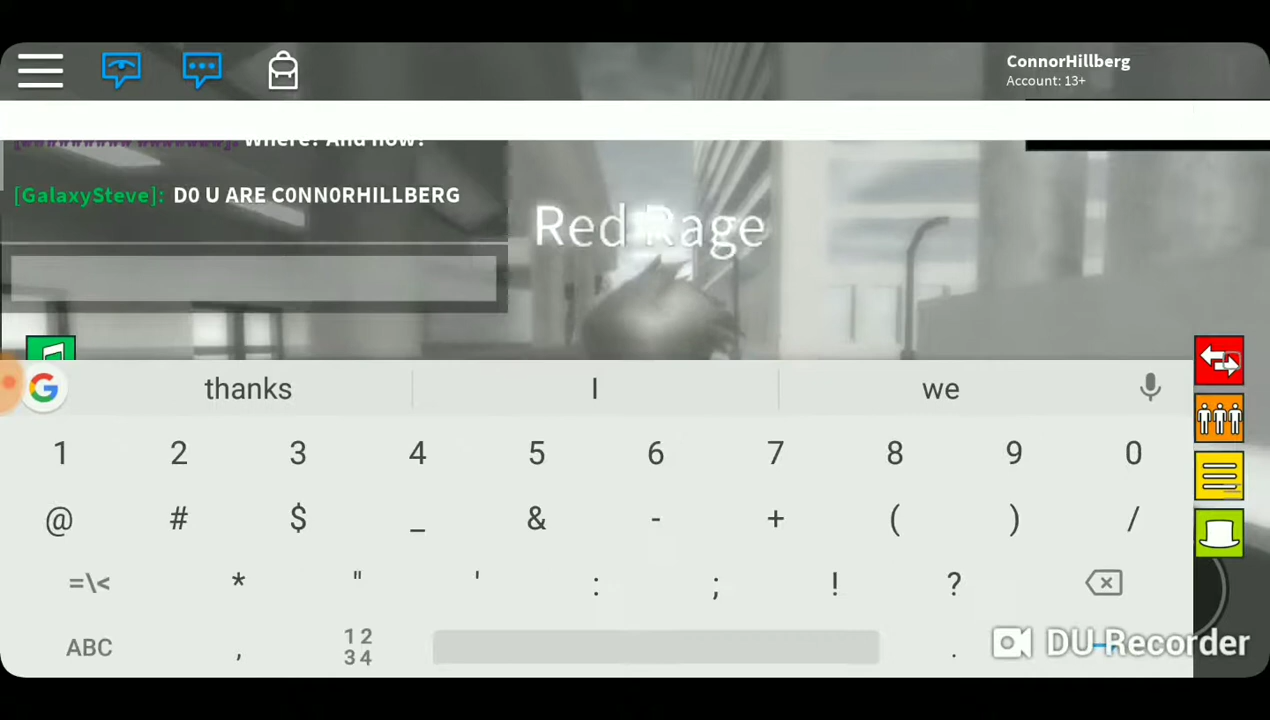 ConnorHillberg
Account: 13+
Where? And how?
[GalaxySteve]: D0 U ARE C0NN0RHILLBERG
Red Rage
thanks I we
1 2 3 4 5 6 7 8 9 0
@ # $ _ & - + ( ) /
=\< * " ' : ; ! ?
ABC , 12 34 .
DU Recorder